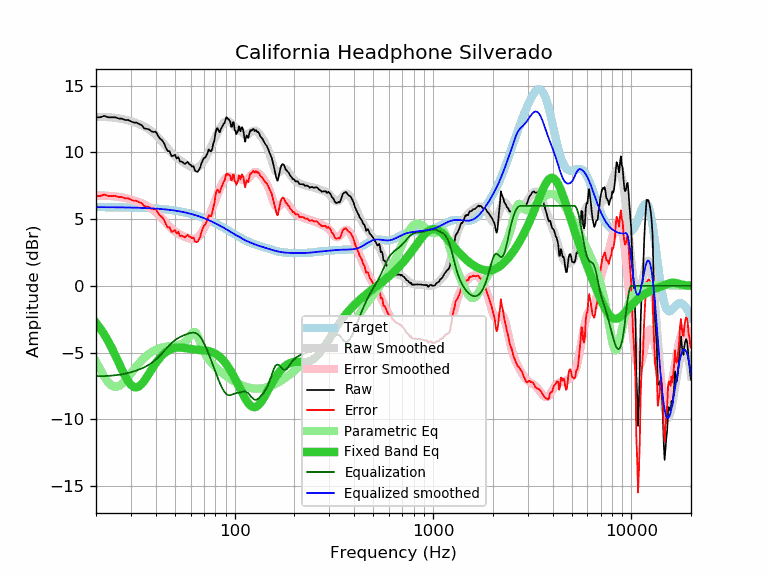 California Headphone Silverado
15
10
5
0
−5
−10
−15
Amplitude (dBr)
Target
Raw Smoothed
Error Smoothed
Raw
Error
Parametric Eq
Fixed Band Eq
Equalization
Equalized smoothed
100
1000
10000
Frequency (Hz)